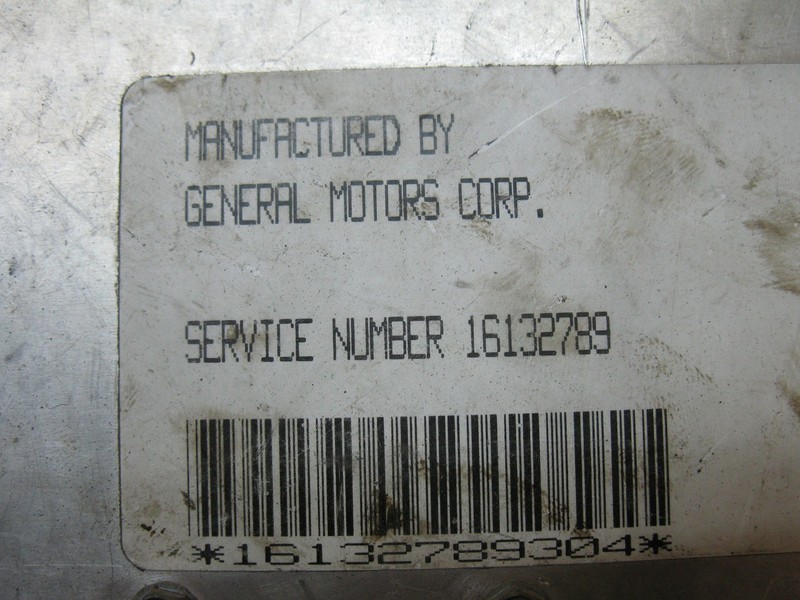 MANUFACTURED BY
GENERAL MOTORS CORP.
SERVICE NUMBER 16132789
*16132789304*